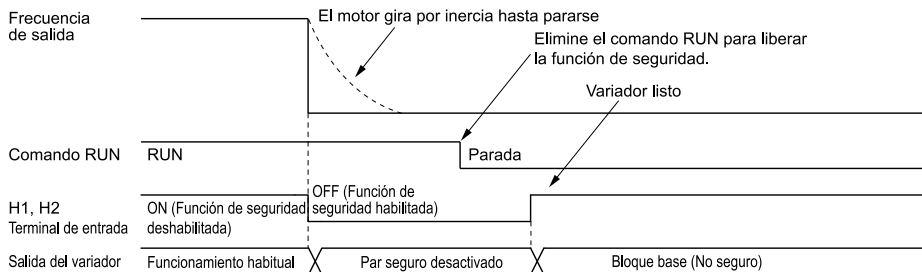 Frecuencia
de salida
El motor gira por inercia hasta pararse
Elimine el comando RUN para liberar
la función de seguridad.
Variador listo
Comando RUN
RUN
Parada
H1, H2
Terminal de entrada
ON (Función de seguridad
deshabilitada)
OFF (Función de
seguridad habilitada)
Salida del variador
Funcionamiento habitual
Par seguro desactivado
Bloque base (No seguro)